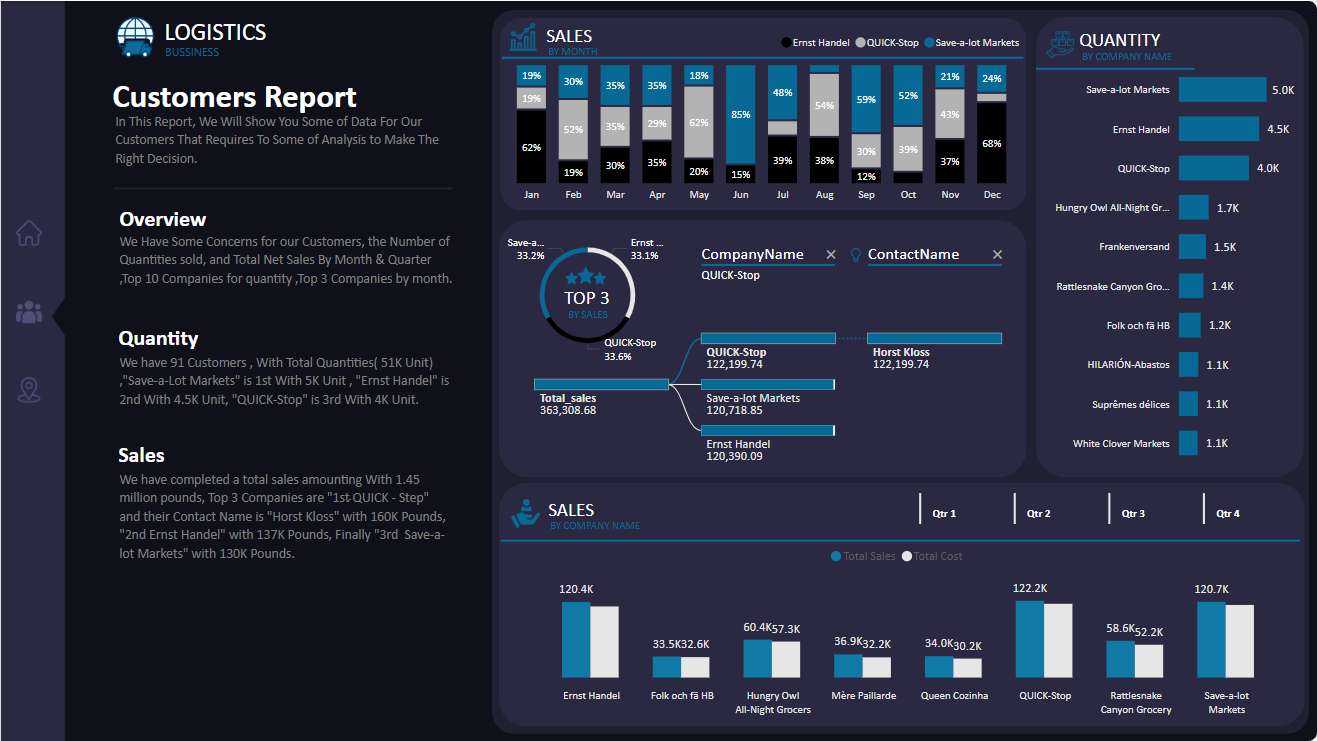 LOGISTICS
BUSSINESS
Customers Report
In This Report, We Will Show You Some of Data For Our
Customers That Requires To Some of Analysis to Make The
Right Decision.
Overview
We Have Some Concerns for our Customers, the Number of
Quantities sold, and Total Net Sales By Month & Quarter
,Top 10 Companies for quantity ,Top 3 Companies by month.
Quantity
We have 91 Customers , With Total Quantities( 51K Unit)
,"Save-a-Lot Markets" is 1st With 5K Unit , "Ernst Handel" is
2nd With 4.5K Unit, "QUICK-Stop" is 3rd With 4K Unit.
Sales
We have completed a total sales amounting With 1.45
million pounds, Top 3 Companies are "1st QUICK - Step"
and their Contact Name is "Horst Kloss" with 160K Pounds,
"2nd Ernst Handel" with 137K Pounds, Finally "3rd  Save-a-
lot Markets" with 130K Pounds.
SALES
BY MONTH
Ernst Handel QUICK-Stop Save-a-lot Markets
19% 30% 35% 35% 18% 85% 48% 54% 59% 52% 21% 24%
19% 52% 35% 29% 62% 30% 39% 43%
62% 19% 30% 35% 20% 15% 39% 38% 12% 37% 68%
Jan Feb Mar Apr May Jun Jul Aug Sep Oct Nov Dec
Save-a...
33.2%
Ernst ...
33.1%
TOP 3
BY SALES
QUICK-Stop
33.6%
CompanyName
QUICK-Stop
ContactName
QUICK-Stop
122,199.74
Horst Kloss
122,199.74
Total_sales
363,308.68
Save-a-lot Markets
120,718.85
Ernst Handel
120,390.09
QUANTITY
BY COMPANY NAME
Save-a-lot Markets 5.0K
Ernst Handel 4.5K
QUICK-Stop 4.0K
Hungry Owl All-Night Gr... 1.7K
Frankenversand 1.5K
Rattlesnake Canyon Gro... 1.4K
Folk och fä HB 1.2K
HILARIÓN-Abastos 1.1K
Suprêmes délices 1.1K
White Clover Markets 1.1K
SALES
BY COMPANY NAME
Qtr 1 Qtr 2 Qtr 3 Qtr 4
Total Sales Total Cost
120.4K 33.5K 32.6K 60.4K 57.3K 36.9K 32.2K 34.0K 30.2K 122.2K 58.6K 52.2K 120.7K
Ernst Handel Folk och fä HB Hungry Owl Mère Paillarde Queen Cozinha QUICK-Stop Rattlesnake Save-a-lot
All-Night Grocers Canyon Grocery Markets